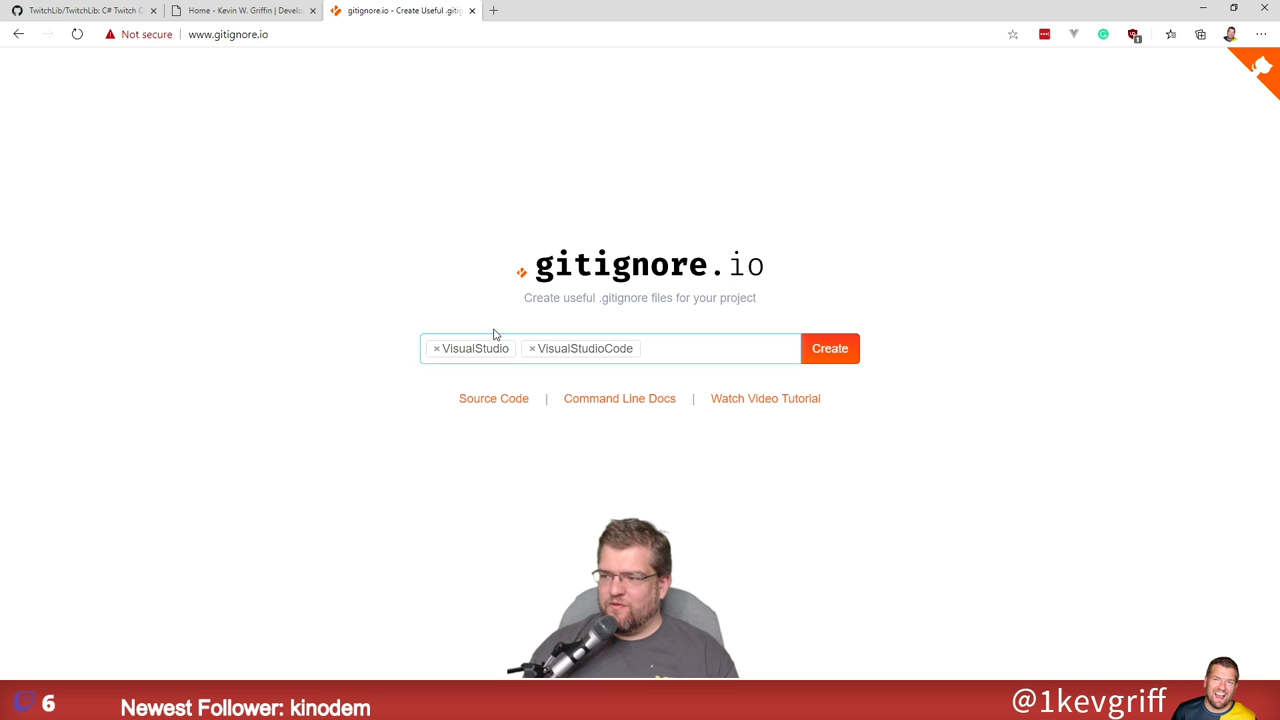 TwitchLib/TwitchLib: C# Twitch C
Home - Kevin W. Griffin | Develo
gitignore.io - Create Useful .gitig
Not secure
www.gitignore.io
1
.gitignore.io
Create useful .gitignore files for your project
× VisualStudio
× VisualStudioCode
Create
Source Code | Command Line Docs | Watch Video Tutorial
6
Newest Follower: kinodem
@1kevgriff